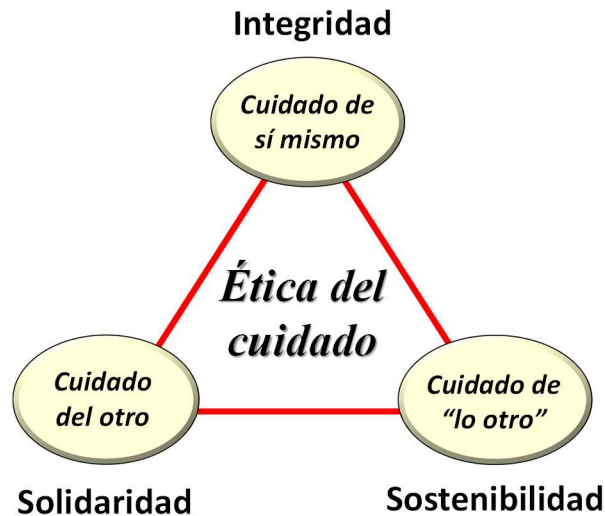 Integridad
Cuidado de
sí mismo
Ética del
cuidado
Cuidado
del otro
Cuidado de
“lo otro”
Solidaridad
Sostenibilidad